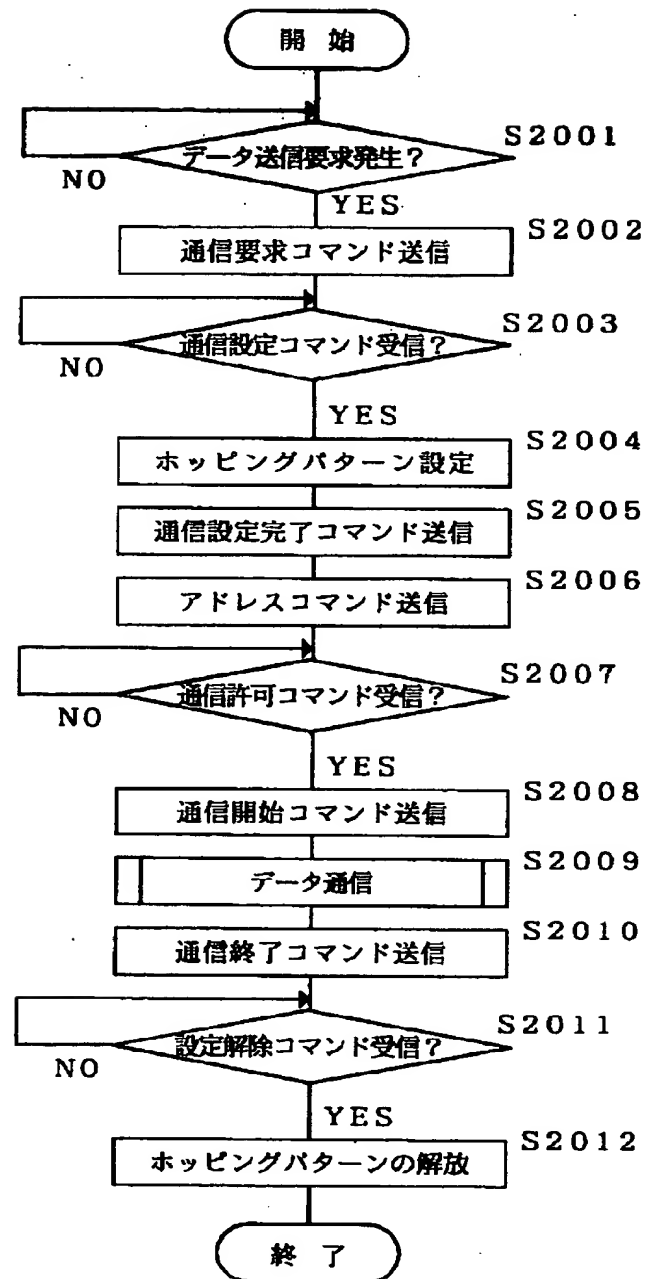 開 始
S2001
データ送信要求発生？
NO
YES
S2002
通信要求コマンド送信
S2003
通信設定コマンド受信？
NO
YES
S2004
ホッピングパターン設定
S2005
通信設定完了コマンド送信
S2006
アドレスコマンド送信
S2007
通信許可コマンド受信？
NO
YES
S2008
通信開始コマンド送信
S2009
データ通信
S2010
通信終了コマンド送信
S2011
設定解除コマンド受信？
NO
YES
S2012
ホッピングパターンの解放
終 了